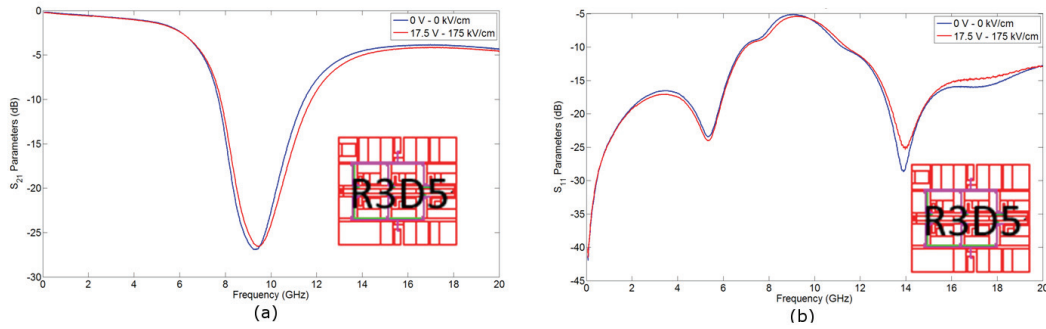 0
-5
-10
-15
-20
-25
-30
0 2 4 6 8 10 12 14 16 18 20
S21 Parameters (dB)
Frequency (GHz)
0 V - 0 kV/cm
17.5 V - 175 kV/cm
R3D5
(a)
-5
-10
-15
-20
-25
-30
-35
-40
-45
0 2 4 6 8 10 12 14 16 18 20
S11 Parameters (dB)
Frequency (GHz)
0 V - 0 kV/cm
17.5 V - 175 kV/cm
R3D5
(b)